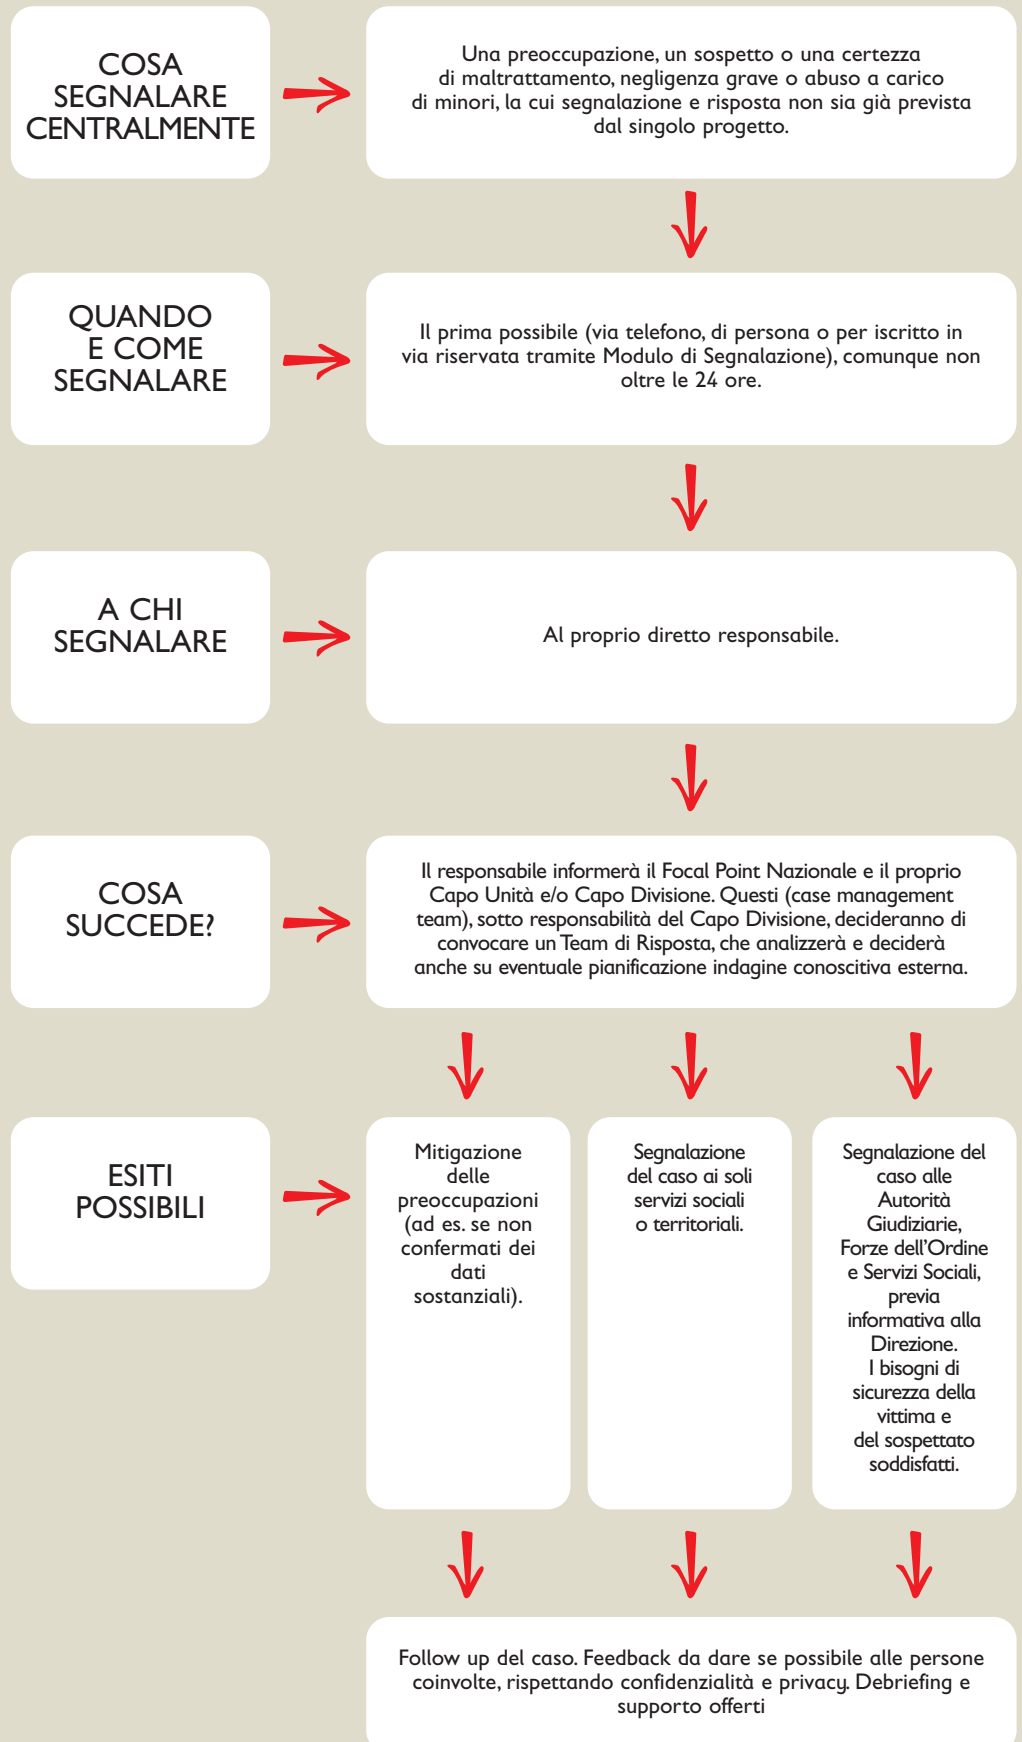 COSA
SEGNALARE
CENTRALMENTE
Una preoccupazione, un sospetto o una certezza
di maltrattamento, negligenza grave o abuso a carico
di minori, la cui segnalazione e risposta non sia già prevista
dal singolo progetto.
QUANDO
E COME
SEGNALARE
Il prima possibile (via telefono, di persona o per iscritto in
via riservata tramite Modulo di Segnalazione), comunque non
oltre le 24 ore.
A CHI
SEGNALARE
Al proprio diretto responsabile.
COSA
SUCCEDE?
Il responsabile informerà il Focal Point Nazionale e il proprio
Capo Unità e/o Capo Divisione. Questi (case management
team), sotto responsabilità del Capo Divisione, decideranno di
convocare un Team di Risposta, che analizzerà e deciderà
anche su eventuale pianificazione indagine conoscitiva esterna.
ESITI
POSSIBILI
Mitigazione
delle
preoccupazioni
(ad es. se non
confermati dei
dati
sostanziali).
Segnalazione
del caso ai soli
servizi sociali
o territoriali.
Segnalazione del
caso alle
Autorità
Giudiziarie,
Forze dell'Ordine
e Servizi Sociali,
previa
informativa alla
Direzione.
I bisogni di
sicurezza della
vittima e
del sospettato
soddisfatti.
Follow up del caso. Feedback da dare se possibile alle persone
coinvolte, rispettando confidenzialità e privacy. Debriefing e
supporto offerti